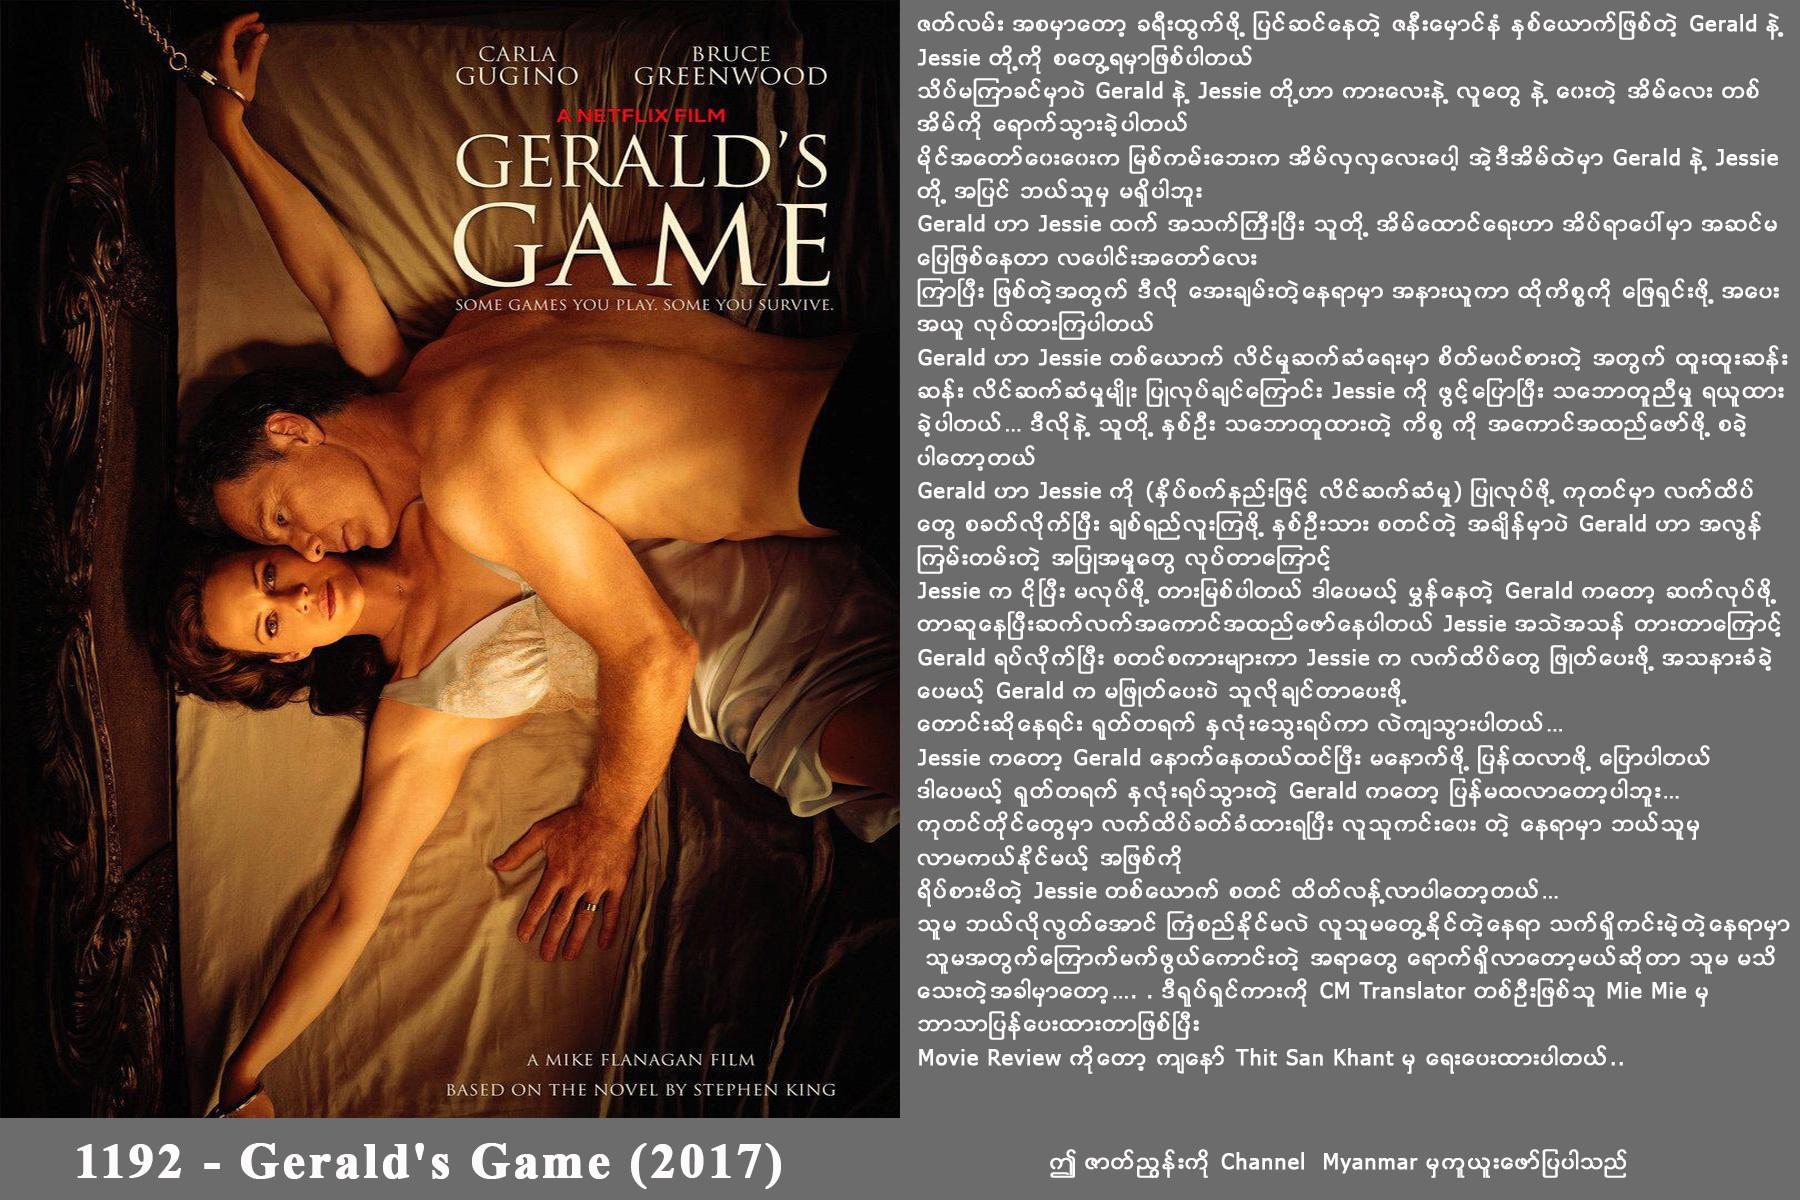 CARLA GUGINO
BRUCE GREENWOOD
A NETFLIX FILM
GERALD'S
GAME
SOME GAMES YOU PLAY. SOME YOU SURVIVE.
A MIKE FLANAGAN FILM
BASED ON THE NOVEL BY STEPHEN KING
1192 - Gerald's Game (2017)
ဇတ်လမ်း အစမှာတော့ ခရီးထွက်ဖို့ ပြင်ဆင်နေတဲ့ ဇနီးမှောင်နံ နှစ်ယောက်ဖြစ်တဲ့ Gerald နဲ့
Jessie တို့ကို စတွေ့ရမှာဖြစ်ပါတယ်
သိပ်မကြာခင်မှာပဲ Gerald နဲ့ Jessie တို့ဟာ ကားလေးနဲ့ လူတွေ နဲ့ ဝေးတဲ့ အိမ်လေး တစ်
အိမ်ကို ရောက်သွားခဲ့ပါတယ်
မိုင်အတော်ဝေးဝေးက မြစ်ကမ်းဘေးက အိမ်လှလှလေးပေါ့ အဲ့ဒီအိမ်ထဲမှာ Gerald နဲ့ Jessie
တို့ အပြင် ဘယ်သူမှ မရှိပါဘူး
Gerald ဟာ Jessie ထက် အသက်ကြီးပြီး သူတို့ အိမ်ထောင်ရေးဟာ အိပ်ရာပေါ်မှာ အဆင်မ
ပြေဖြစ်နေတာ လပေါင်းအတော်လေး
ကြာပြီး ဖြစ်တဲ့အတွက် ဒီလို အေးချမ်းတဲ့နေရာမှာ အနားယူကာ ထိုကိစ္စကို ဖြေရှင်းဖို့ အပေး
အယူ လုပ်ထားကြပါတယ်
Gerald ဟာ Jessie တစ်ယောက် လိင်မှုဆက်ဆံရေးမှာ စိတ်မဝင်စားတဲ့ အတွက် ထူးထူးဆန်း
ဆန်း လိင်ဆက်ဆံမှုမျိုး ပြုလုပ်ချင်ကြောင်း Jessie ကို ဖွင့်ပြောပြီး သဘောတူညီမှု ရယူထား
ခဲ့ပါတယ်... ဒီလိုနဲ့ သူတို့ နှစ်ဦး သဘောတူထားတဲ့ ကိစ္စ ကို အကောင်အထည်ဖော်ဖို့ စခဲ့
ပါတော့တယ်
Gerald ဟာ Jessie ကို (နှိပ်စက်နည်းဖြင့် လိင်ဆက်ဆံမှု) ပြုလုပ်ဖို့ ကုတင်မှာ လက်ထိပ်
တွေ စခတ်လိုက်ပြီး ချစ်ရည်လူးကြဖို့ နှစ်ဦးသား စတင်တဲ့ အချိန်မှာပဲ Gerald ဟာ အလွန်
ကြမ်းတမ်းတဲ့ အပြုအမှုတွေ လုပ်တာကြောင့်
Jessie က ငိုပြီး မလုပ်ဖို့ တားမြစ်ပါတယ် ဒါပေမယ့် မွှန်နေတဲ့ Gerald ကတော့ ဆက်လုပ်ဖို့
တာဆူနေပြီးဆက်လက်အကောင်အထည်ဖော်နေပါတယ် Jessie အသဲအသန် တားတာကြောင့်
Gerald ရပ်လိုက်ပြီး စတင်စကားများကာ Jessie က လက်ထိပ်တွေ ဖြုတ်ပေးဖို့ အသနားခံခဲ့
ပေမယ့် Gerald က မဖြုတ်ပေးပဲ သူလိုချင်တာပေးဖို့
တောင်းဆိုနေရင်း ရုတ်တရက် နှလုံးသွေးရပ်ကာ လဲကျသွားပါတယ်...
Jessie ကတော့ Gerald နောက်နေတယ်ထင်ပြီး မနောက်ဖို့ ပြန်ထလာဖို့ ပြောပါတယ်
ဒါပေမယ့် ရုတ်တရက် နှလုံးရပ်သွားတဲ့ Gerald ကတော့ ပြန်မထလာတော့ပါဘူး...
ကုတင်တိုင်တွေမှာ လက်ထိပ်ခတ်ခံထားရပြီး လူသူကင်းဝေး တဲ့ နေရာမှာ ဘယ်သူမှ
လာမကယ်နိုင်မယ့် အဖြစ်ကို
ရိပ်စားမိတဲ့ Jessie တစ်ယောက် စတင် ထိတ်လန့်လာပါတော့တယ်...
သူမ ဘယ်လိုလွတ်အောင် ကြံစည်နိုင်မလဲ လူသူမတွေ့နိုင်တဲ့နေရာ သက်ရှိကင်းမဲ့တဲ့နေရာမှာ
သူမအတွက်ကြောက်မက်ဖွယ်ကောင်းတဲ့ အရာတွေ ရောက်ရှိလာတော့မယ်ဆိုတာ သူမ မသိ
သေးတဲ့အခါမှာတော့.... . ဒီရုပ်ရှင်ကားကို CM Translator တစ်ဦးဖြစ်သူ Mie Mie မှ
ဘာသာပြန်ပေးထားတာဖြစ်ပြီး
Movie Review ကိုတော့ ကျနော် Thit San Khant မှ ရေးပေးထားပါတယ်..
ဤ ဇာတ်ညွှန်းကို Channel Myanmar မှကူယူးဖော်ပြပါသည်